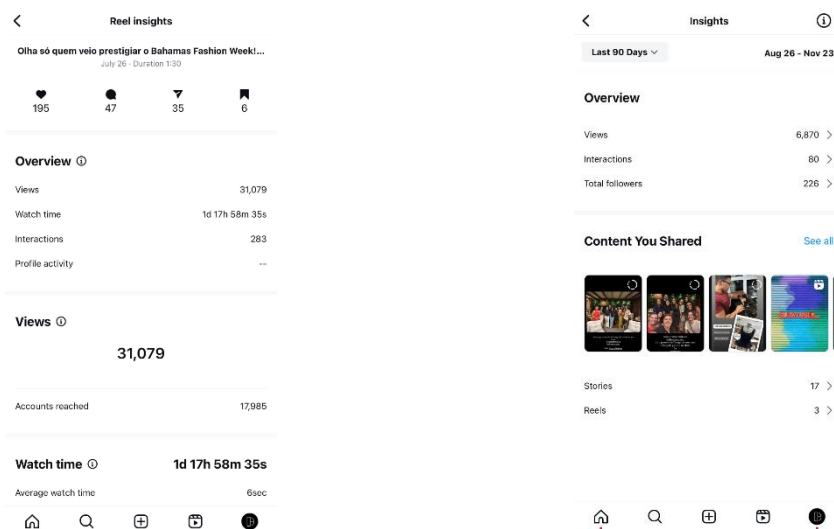 Reel insights
Olha só quem veio prestigiar o Bahamas Fashion Week!...
July 26 · Duration 1:30
195 47 35 6
Overview
Views 31,079
Watch time 1d 17h 58m 35s
Interactions 283
Profile activity --
Views
31,079
Accounts reached 17,985
Watch time 1d 17h 58m 35s
Average watch time 6sec
Insights
Last 90 Days Aug 26 - Nov 23
Overview
Views 6,870
Interactions 80
Total followers 226
Content You Shared See all
Stories 17
Reels 3